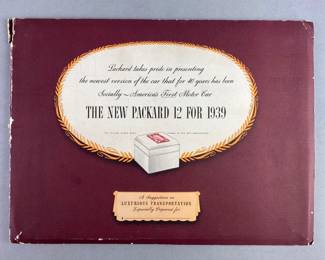 Packard takes pride in presenting
the newest version of the car that for 40 years has been
Socially ~ America's First Motor Car
THE NEW PACKARD 12 FOR 1939
A Suggestion in
LUXURIOUS TRANSPORTATION
Especially Prepared for